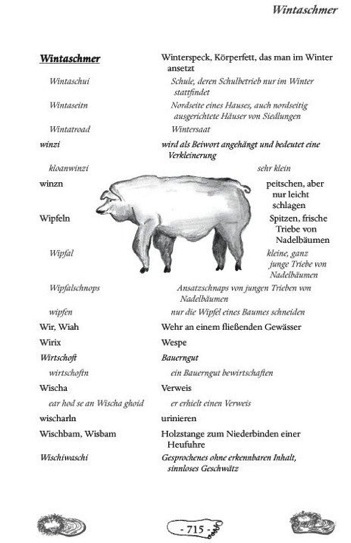 Wintaschmer
Wintaschmer Winterspeck, Körperfett, das man im Winter
ansetzt
Wintaschui Schule, deren Schulbetrieb nur im Winter
stattfindet
Wintaseitn Nordseite eines Hauses, auch nordseitig
ausgerichtete Häuser von Siedlungen
Wintatroad Wintersaat
winzi wird als Beiwort angehängt und bedeutet eine
Verkleinerung
kloanwinzi sehr klein
winzn peitschen, aber
nur leicht
schlagen
Wipfeln Spitzen, frische
Triebe von
Nadelbäumen
Wipfal kleine, ganz
junge Triebe von
Nadelbäumen
Wipfalschnops Ansatzschnaps von jungen Trieben von
Nadelbäumen
wipfen nur die Wipfel eines Baumes schneiden
Wir, Wiah Wehr an einem fließenden Gewässer
Wirix Wespe
Wirtschoft Bauerngut
wirtschoftn ein Bauerngut bewirtschaften
Wischa Verweis
ear hod se an Wischa ghoid er erhielt einen Verweis
wischarln urinieren
Wischbam, Wisbam Holzstange zum Niederbinden einer
Heufuhre
Wischiwaschi Gesprochenes ohne erkennbaren Inhalt,
sinnloses Geschwätz
- 715 -